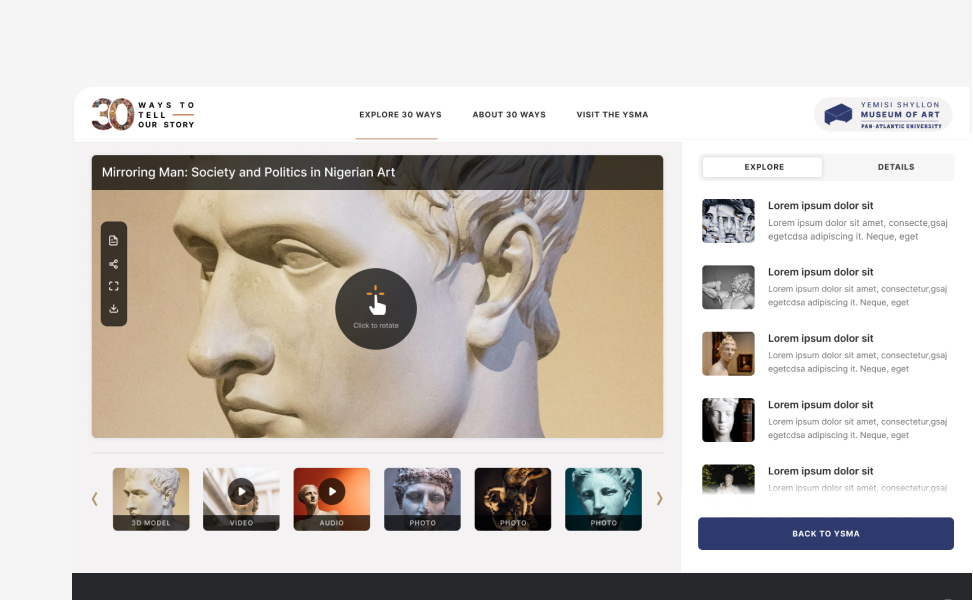 30 WAYS TO
TELL
OUR STORY
EXPLORE 30 WAYS
ABOUT 30 WAYS
VISIT THE YSMA
YEMISI SHYLLON
MUSEUM OF ART
PAN-ATLANTIC UNIVERSITY
Mirroring Man: Society and Politics in Nigerian Art
Click to rotate
3D MODEL
VIDEO
AUDIO
PHOTO
PHOTO
PHOTO
EXPLORE
DETAILS
Lorem ipsum dolor sit
Lorem ipsum dolor sit amet, consecte,gsaj
egetcdsa adipiscing it. Neque, eget
Lorem ipsum dolor sit
Lorem ipsum dolor sit amet, consectetur,gsaj
egetcdsa adipiscing it. Neque, eget
Lorem ipsum dolor sit
Lorem ipsum dolor sit amet, consectetur,gsaj
egetcdsa adipiscing it. Neque, eget
Lorem ipsum dolor sit
Lorem ipsum dolor sit amet, consectetur,gsaj
egetcdsa adipiscing it. Neque, eget
Lorem ipsum dolor sit
Lorem ipsum dolor sit amet, consectetur,gsaj
BACK TO YSMA